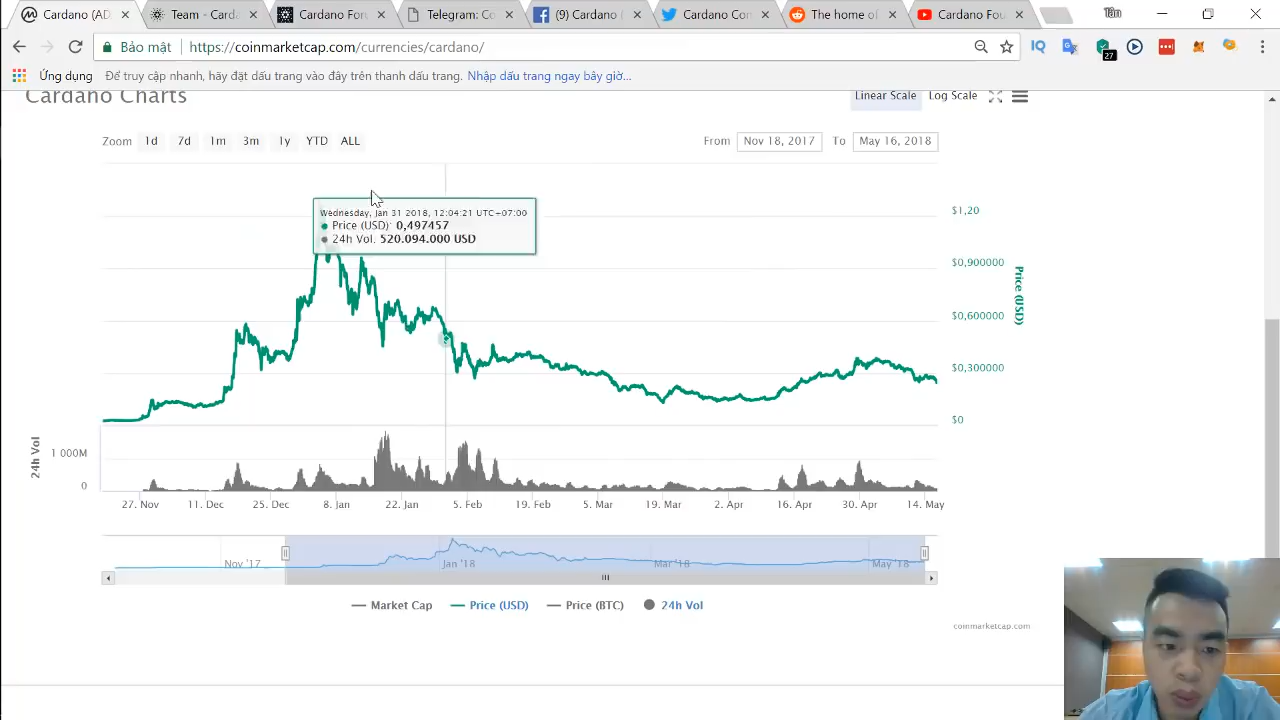 Cardano (AD
Team - Carda
Cardano Foru
Telegram: Co
(9) Cardano (
Cardano Con
The home of
Cardano Fou
Tân
Bảo mật
https://coinmarketcap.com/currencies/cardano/
27
Ứng dụng
Để truy cập nhanh, hãy đặt dấu trang vào đây trên thanh dấu trang.
Nhập dấu trang ngay bây giờ...
Cardano Charts
Linear Scale
Log Scale
Zoom 1d 7d 1m 3m 1y YTD ALL
From Nov 18, 2017 To May 16, 2018
Wednesday, Jan 31 2018, 12:04:21 UTC+07:00
Price (USD): 0,497457
24h Vol. 520.094.000 USD
$1,20
$0,900000
$0,600000
$0,300000
$0
Price (USD)
24h Vol
1 000M
0
27. Nov 11. Dec 25. Dec 8. Jan 22. Jan 5. Feb 19. Feb 5. Mar 19. Mar 2. Apr 16. Apr 30. Apr 14. May
Nov '17 Jan '18 Mar '18 May '18
Market Cap Price (USD) Price (BTC) 24h Vol
coinmarketcap.com